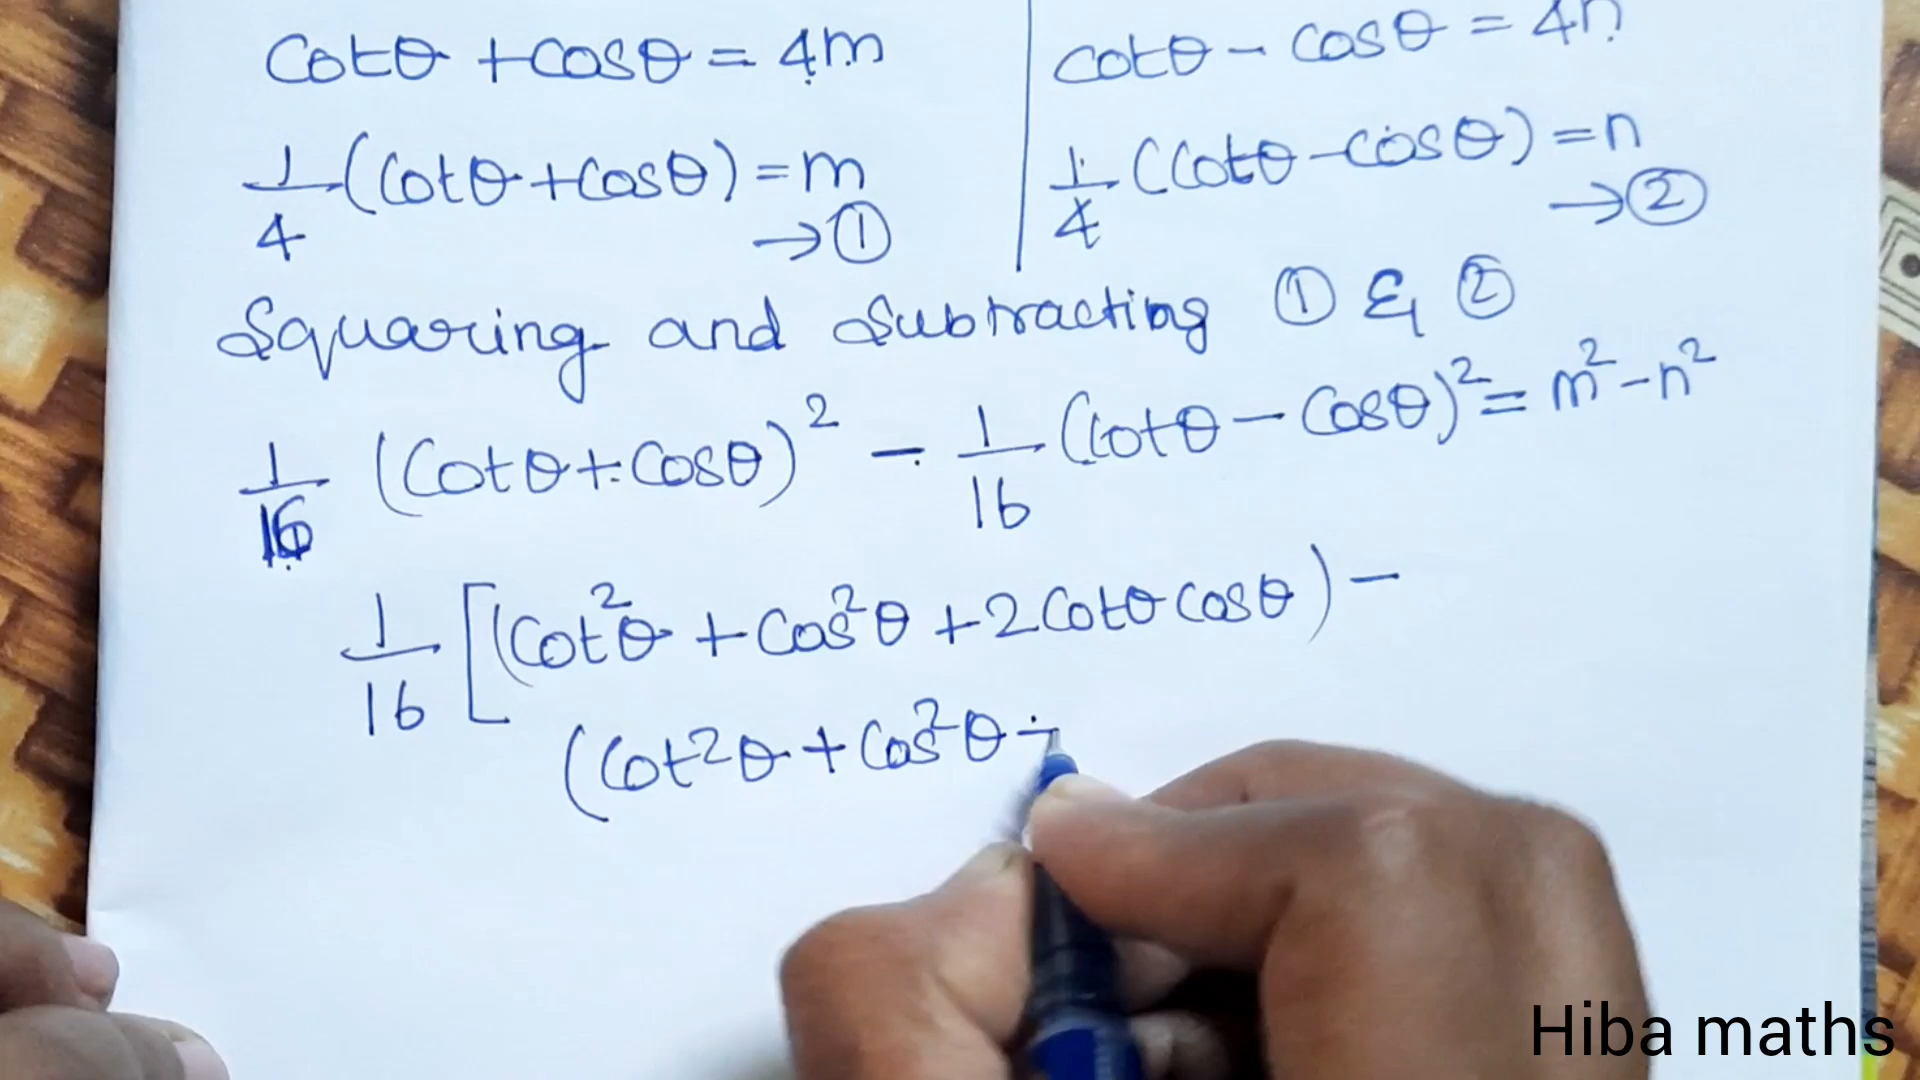 Cotθ + cosθ = 4m
cotθ - cosθ = 4n
1/4 (Cotθ + Cosθ) = m → ①
1/4 (Cotθ - cosθ) = n → ②
Squaring and subtracting ① & ②
1/16 (Cotθ + Cosθ)² - 1/16 (Cotθ - Cosθ)² = m² - n²
1/16 [(Cot²θ + Cos²θ + 2Cotθ Cosθ) -
(Cot²θ + Cos²θ -
Hiba maths